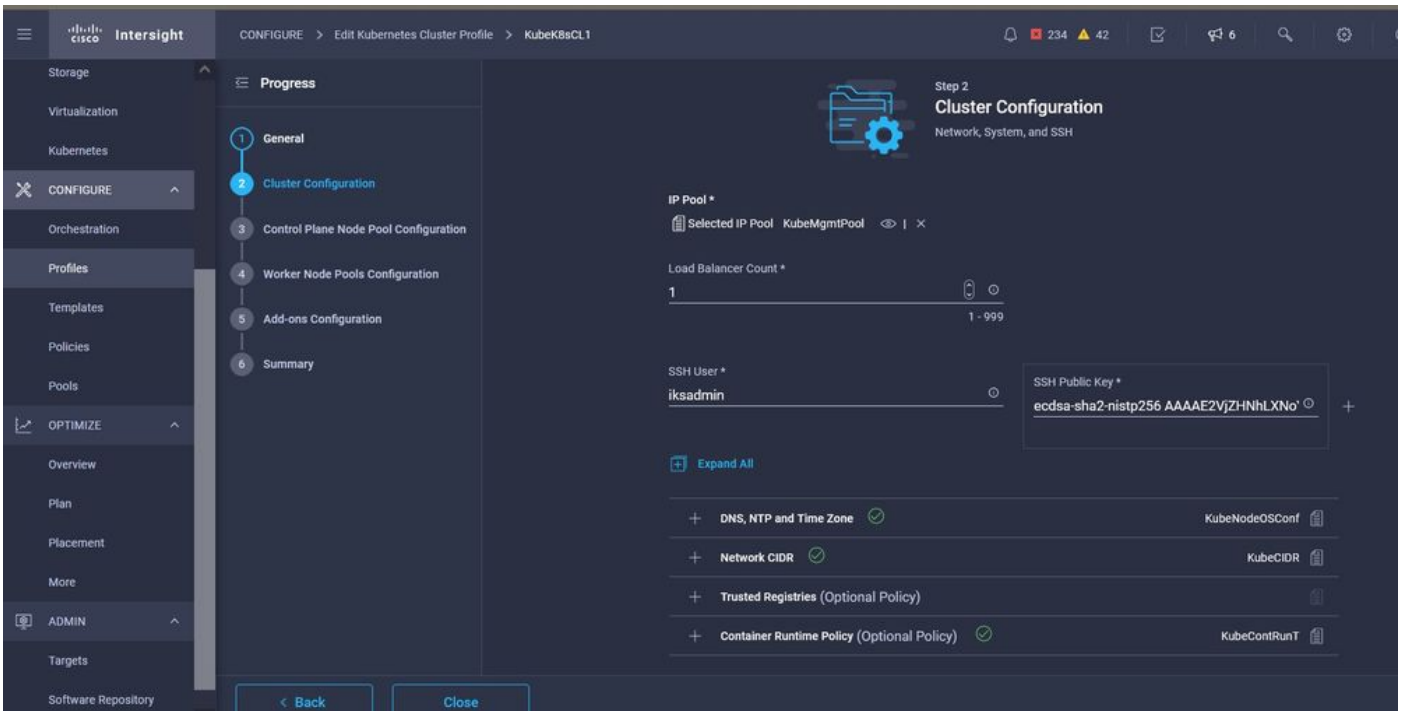 cisco Intersight
CONFIGURE > Edit Kubernetes Cluster Profile > KubeK8sCL1
234 42 6
Storage
Virtualization
Kubernetes
CONFIGURE
Orchestration
Profiles
Templates
Policies
Pools
OPTIMIZE
Overview
Plan
Placement
More
ADMIN
Targets
Software Repository
Progress
1 General
2 Cluster Configuration
3 Control Plane Node Pool Configuration
4 Worker Node Pools Configuration
5 Add-ons Configuration
6 Summary
Step 2
Cluster Configuration
Network, System, and SSH
IP Pool *
Selected IP Pool KubeMgmtPool
Load Balancer Count *
1
1 - 999
SSH User *
iksadmin
SSH Public Key *
ecdsa-sha2-nistp256 AAAAE2VjZHNhLXNo
Expand All
DNS, NTP and Time Zone KubeNodeOSConf
Network CIDR KubeCIDR
Trusted Registries (Optional Policy)
Container Runtime Policy (Optional Policy) KubeContRunT
< Back Close